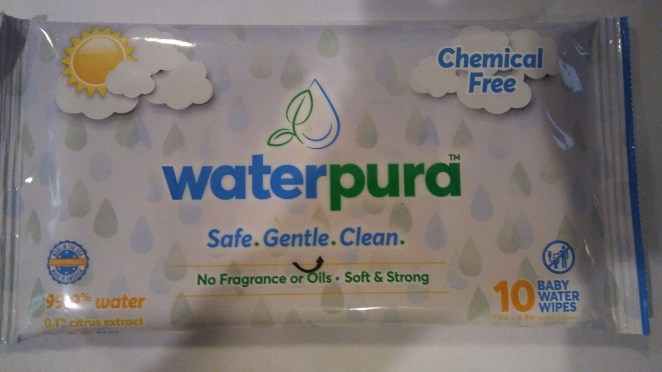 Chemical
Free
waterpura™
Safe. Gentle. Clean.
No Fragrance or Oils • Soft & Strong
water
0.1% citrus extract
10 BABY
WATER
WIPES